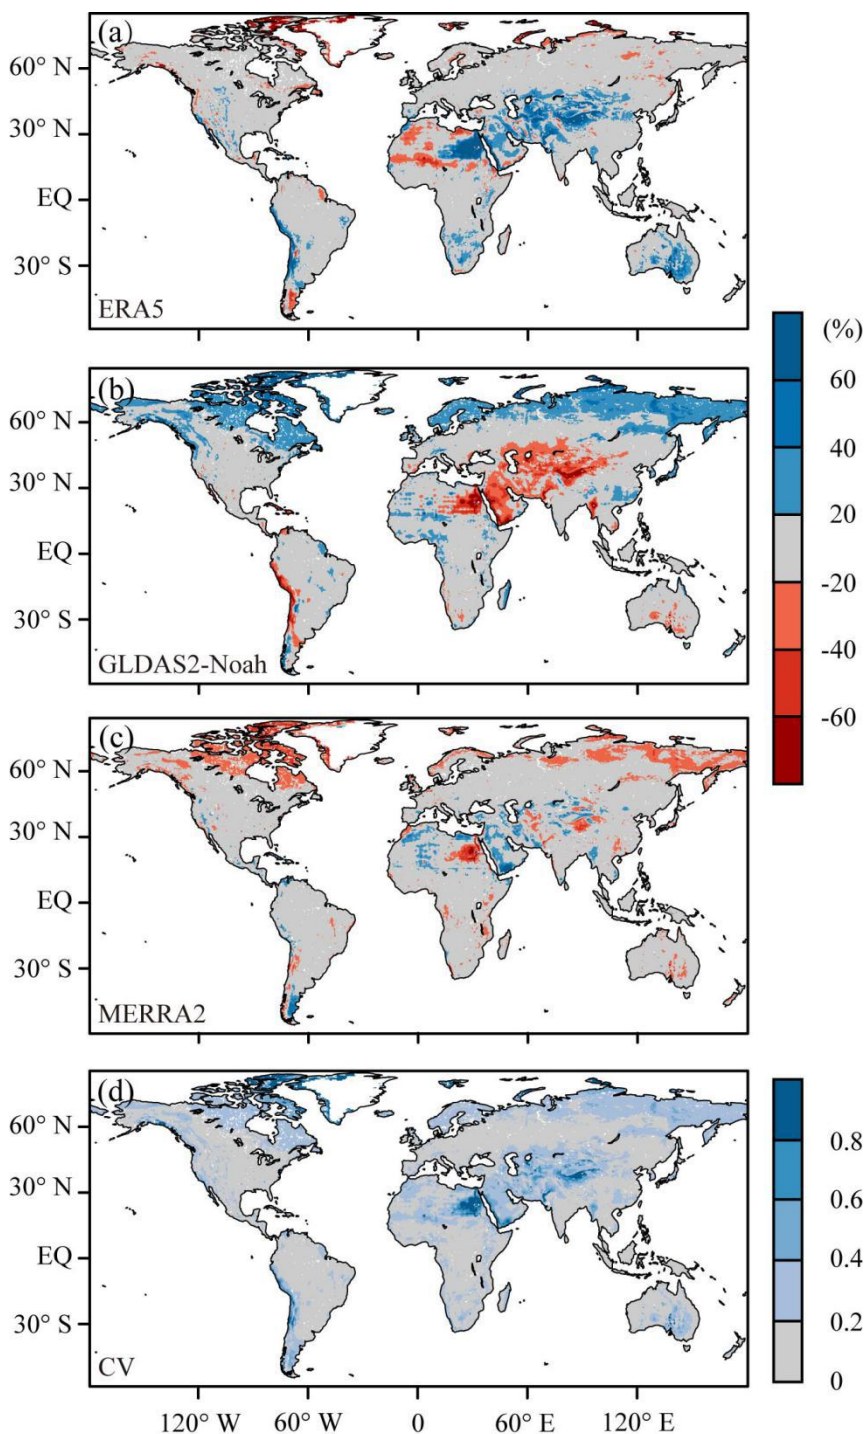 (a)
60° N
30° N
EQ
30° S
ERA5
(%)
60
40
20
-20
-40
-60
(b)
60° N
30° N
EQ
30° S
GLDAS2-Noah
(c)
60° N
30° N
EQ
30° S
MERRA2
(d)
60° N
30° N
EQ
30° S
CV
0.8
0.6
0.4
0.2
0
120° W 60° W 0 60° E 120° E